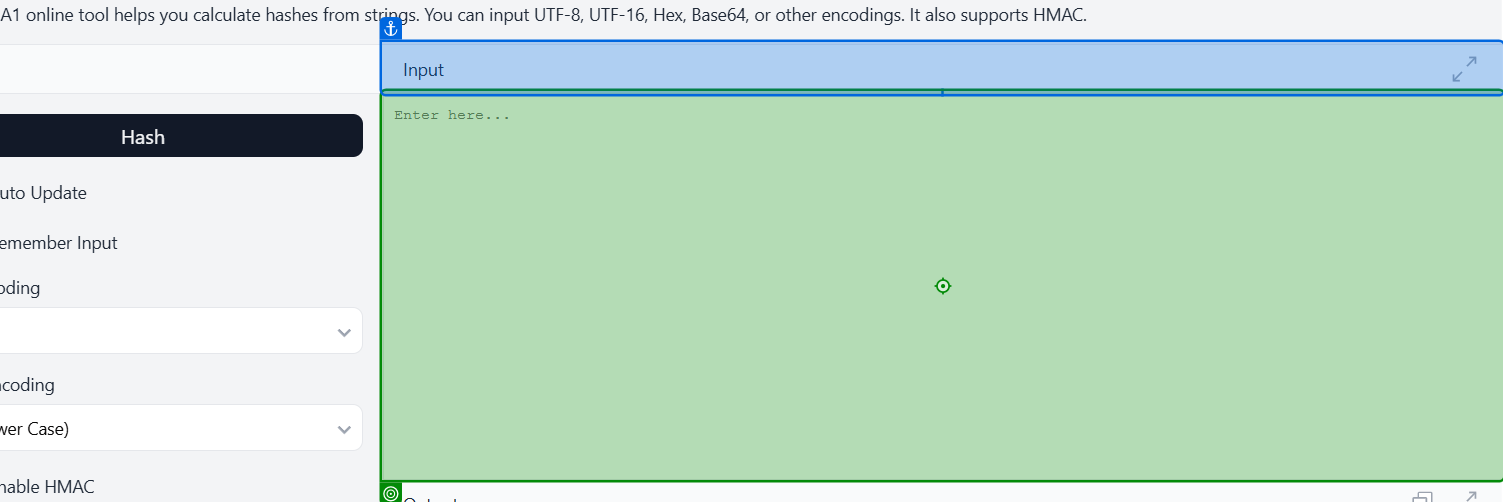 A1 online tool helps you calculate hashes from strings. You can input UTF-8, UTF-16, Hex, Base64, or other encodings. It also supports HMAC.
Input
Enter here...
Hash
uto Update
emember Input
oding
coding
wer Case)
nable HMAC